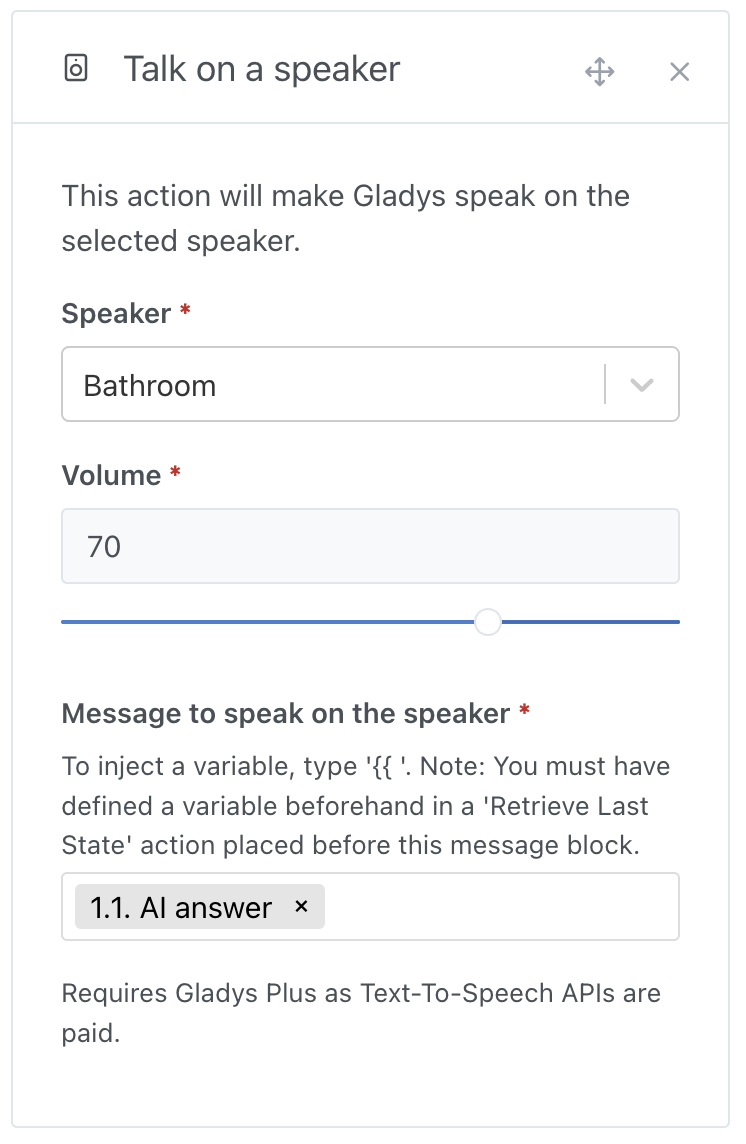 Talk on a speaker
This action will make Gladys speak on the
selected speaker.
Speaker *
Bathroom
Volume *
70
Message to speak on the speaker *
To inject a variable, type '{{ '. Note: You must have
defined a variable beforehand in a 'Retrieve Last
State' action placed before this message block.
1.1. AI answer ×
Requires Gladys Plus as Text-To-Speech APIs are
paid.